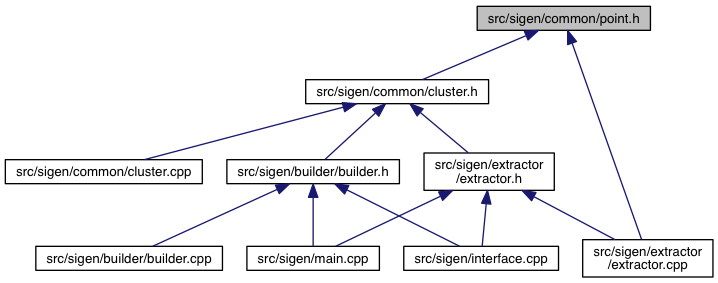 src/sigen/common/point.h
src/sigen/common/cluster.h
src/sigen/common/cluster.cpp
src/sigen/builder/builder.h
src/sigen/extractor
/extractor.h
src/sigen/builder/builder.cpp
src/sigen/main.cpp
src/sigen/interface.cpp
src/sigen/extractor
/extractor.cpp